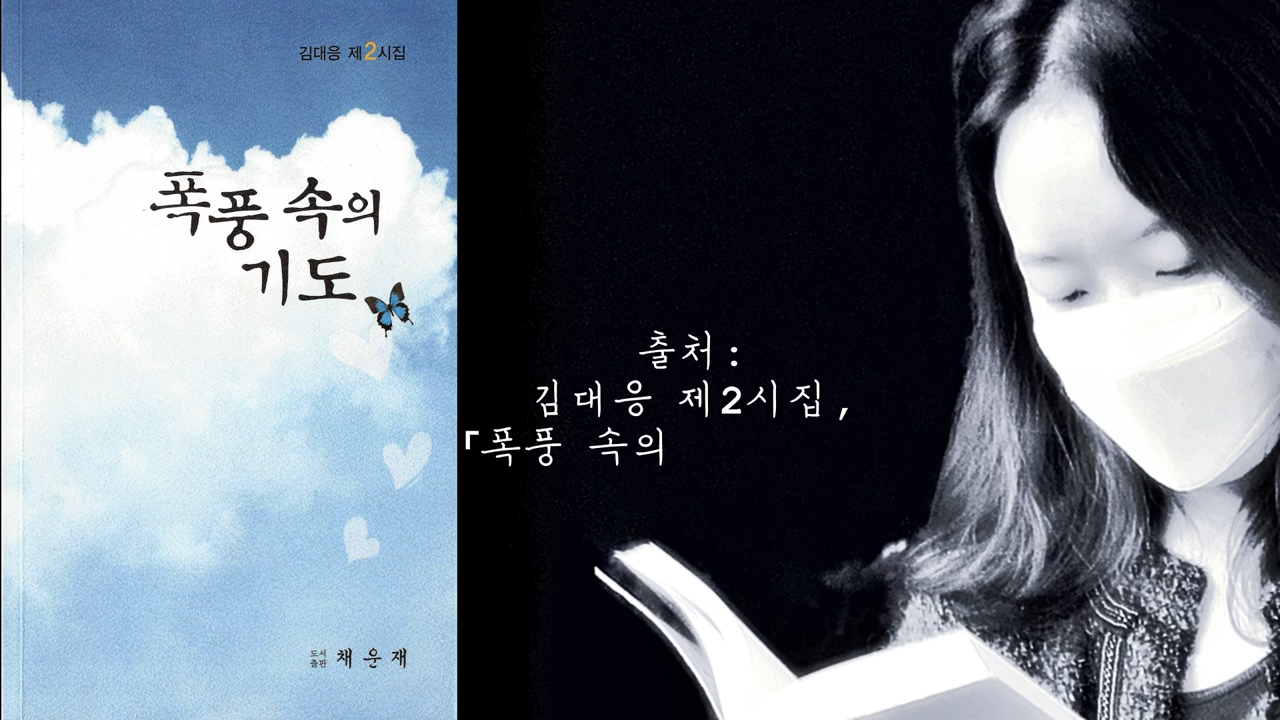 김대응 제2시집
폭풍 속의
기도
도서
출판
채운재
출처:
김대응 제2시집,
「폭풍 속의